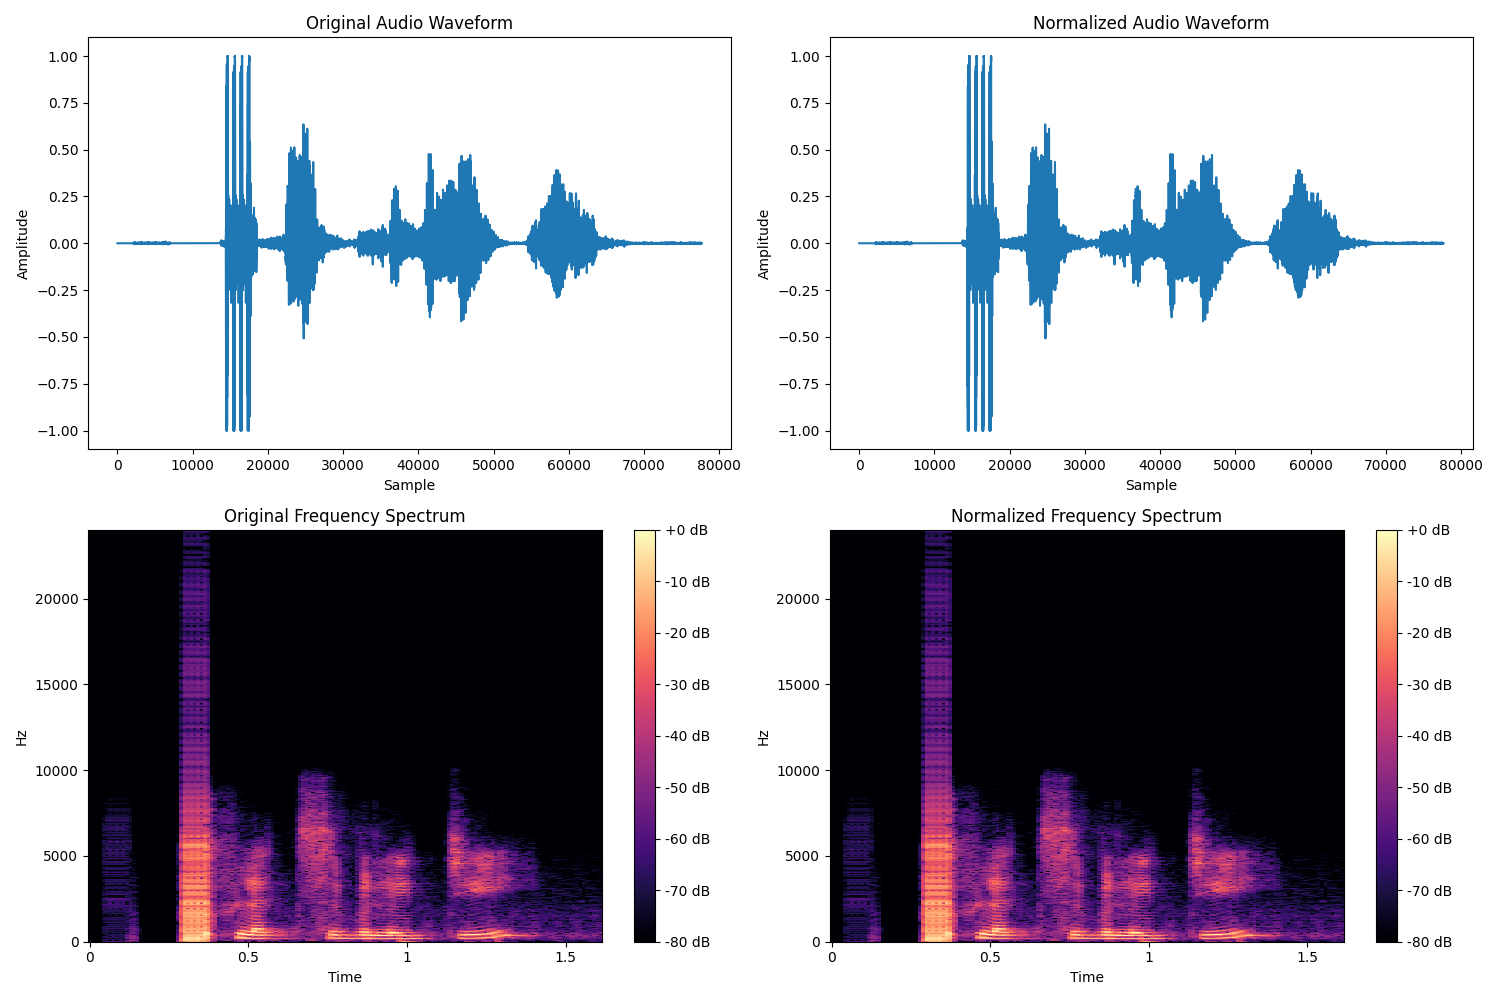 Original Audio Waveform
Normalized Audio Waveform
1.00
0.75
0.50
0.25
0.00
−0.25
−0.50
−0.75
−1.00
Amplitude
0 10000 20000 30000 40000 50000 60000 70000 80000
Sample
1.00
0.75
0.50
0.25
0.00
−0.25
−0.50
−0.75
−1.00
Amplitude
0 10000 20000 30000 40000 50000 60000 70000 80000
Sample
Original Frequency Spectrum
20000
15000
10000
5000
0
Hz
0 0.5 1 1.5
Time
+0 dB
-10 dB
-20 dB
-30 dB
-40 dB
-50 dB
-60 dB
-70 dB
-80 dB
Normalized Frequency Spectrum
20000
15000
10000
5000
0
Hz
0 0.5 1 1.5
Time
+0 dB
-10 dB
-20 dB
-30 dB
-40 dB
-50 dB
-60 dB
-70 dB
-80 dB